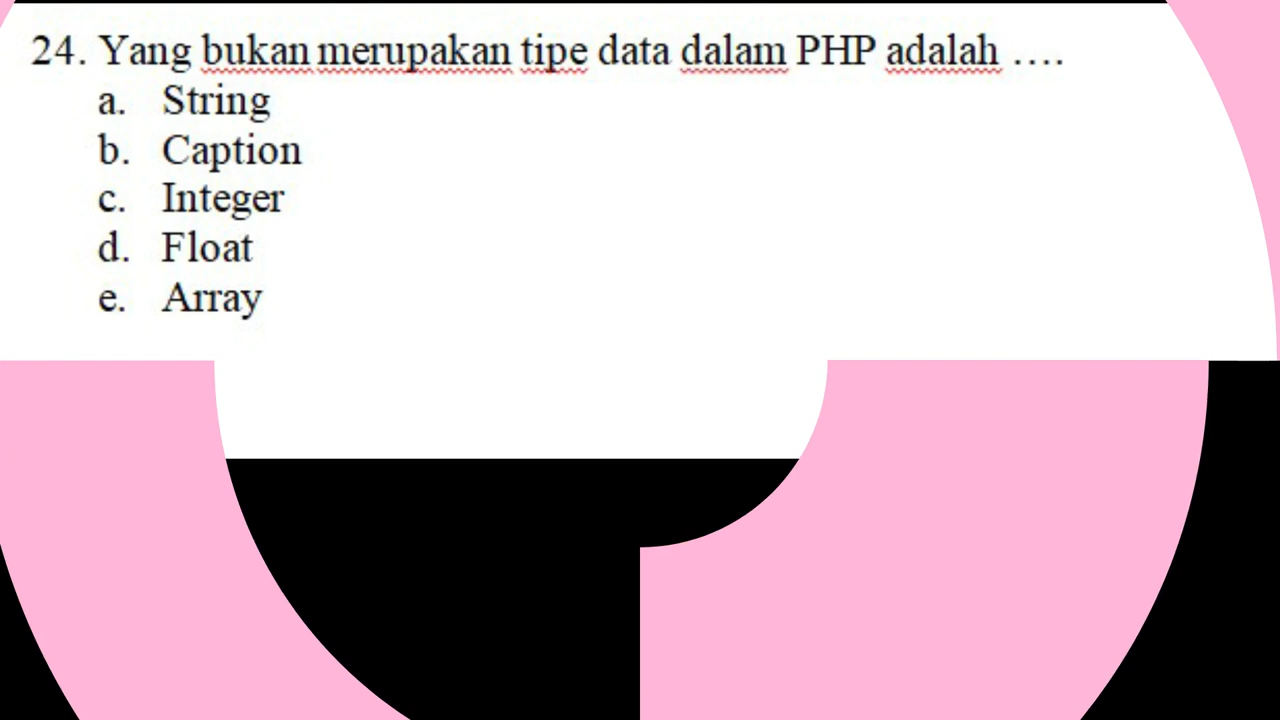 24. Yang bukan merupakan tipe data dalam PHP adalah ….
a. String
b. Caption
c. Integer
d. Float
e. Array